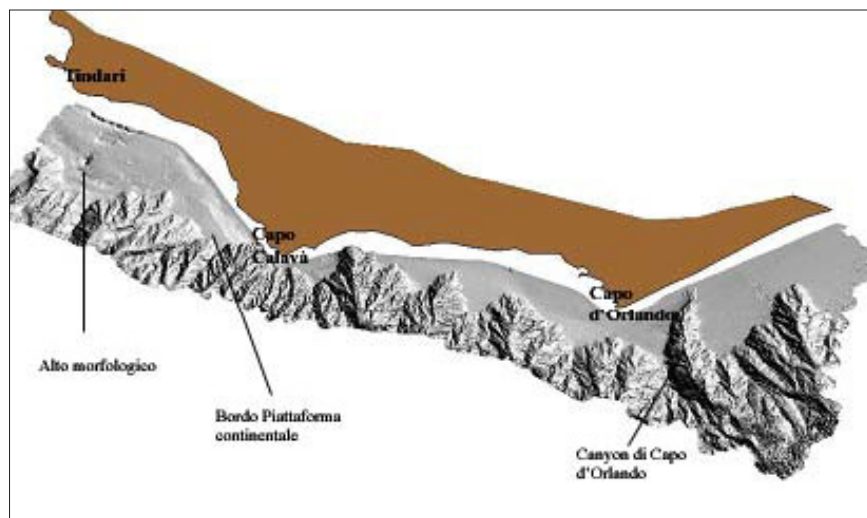 Tindari
Capo
Calavà
Capo
d'Orlando
Alto morfologico
Bordo Piattaforma
continentale
Canyon di Capo
d'Orlando